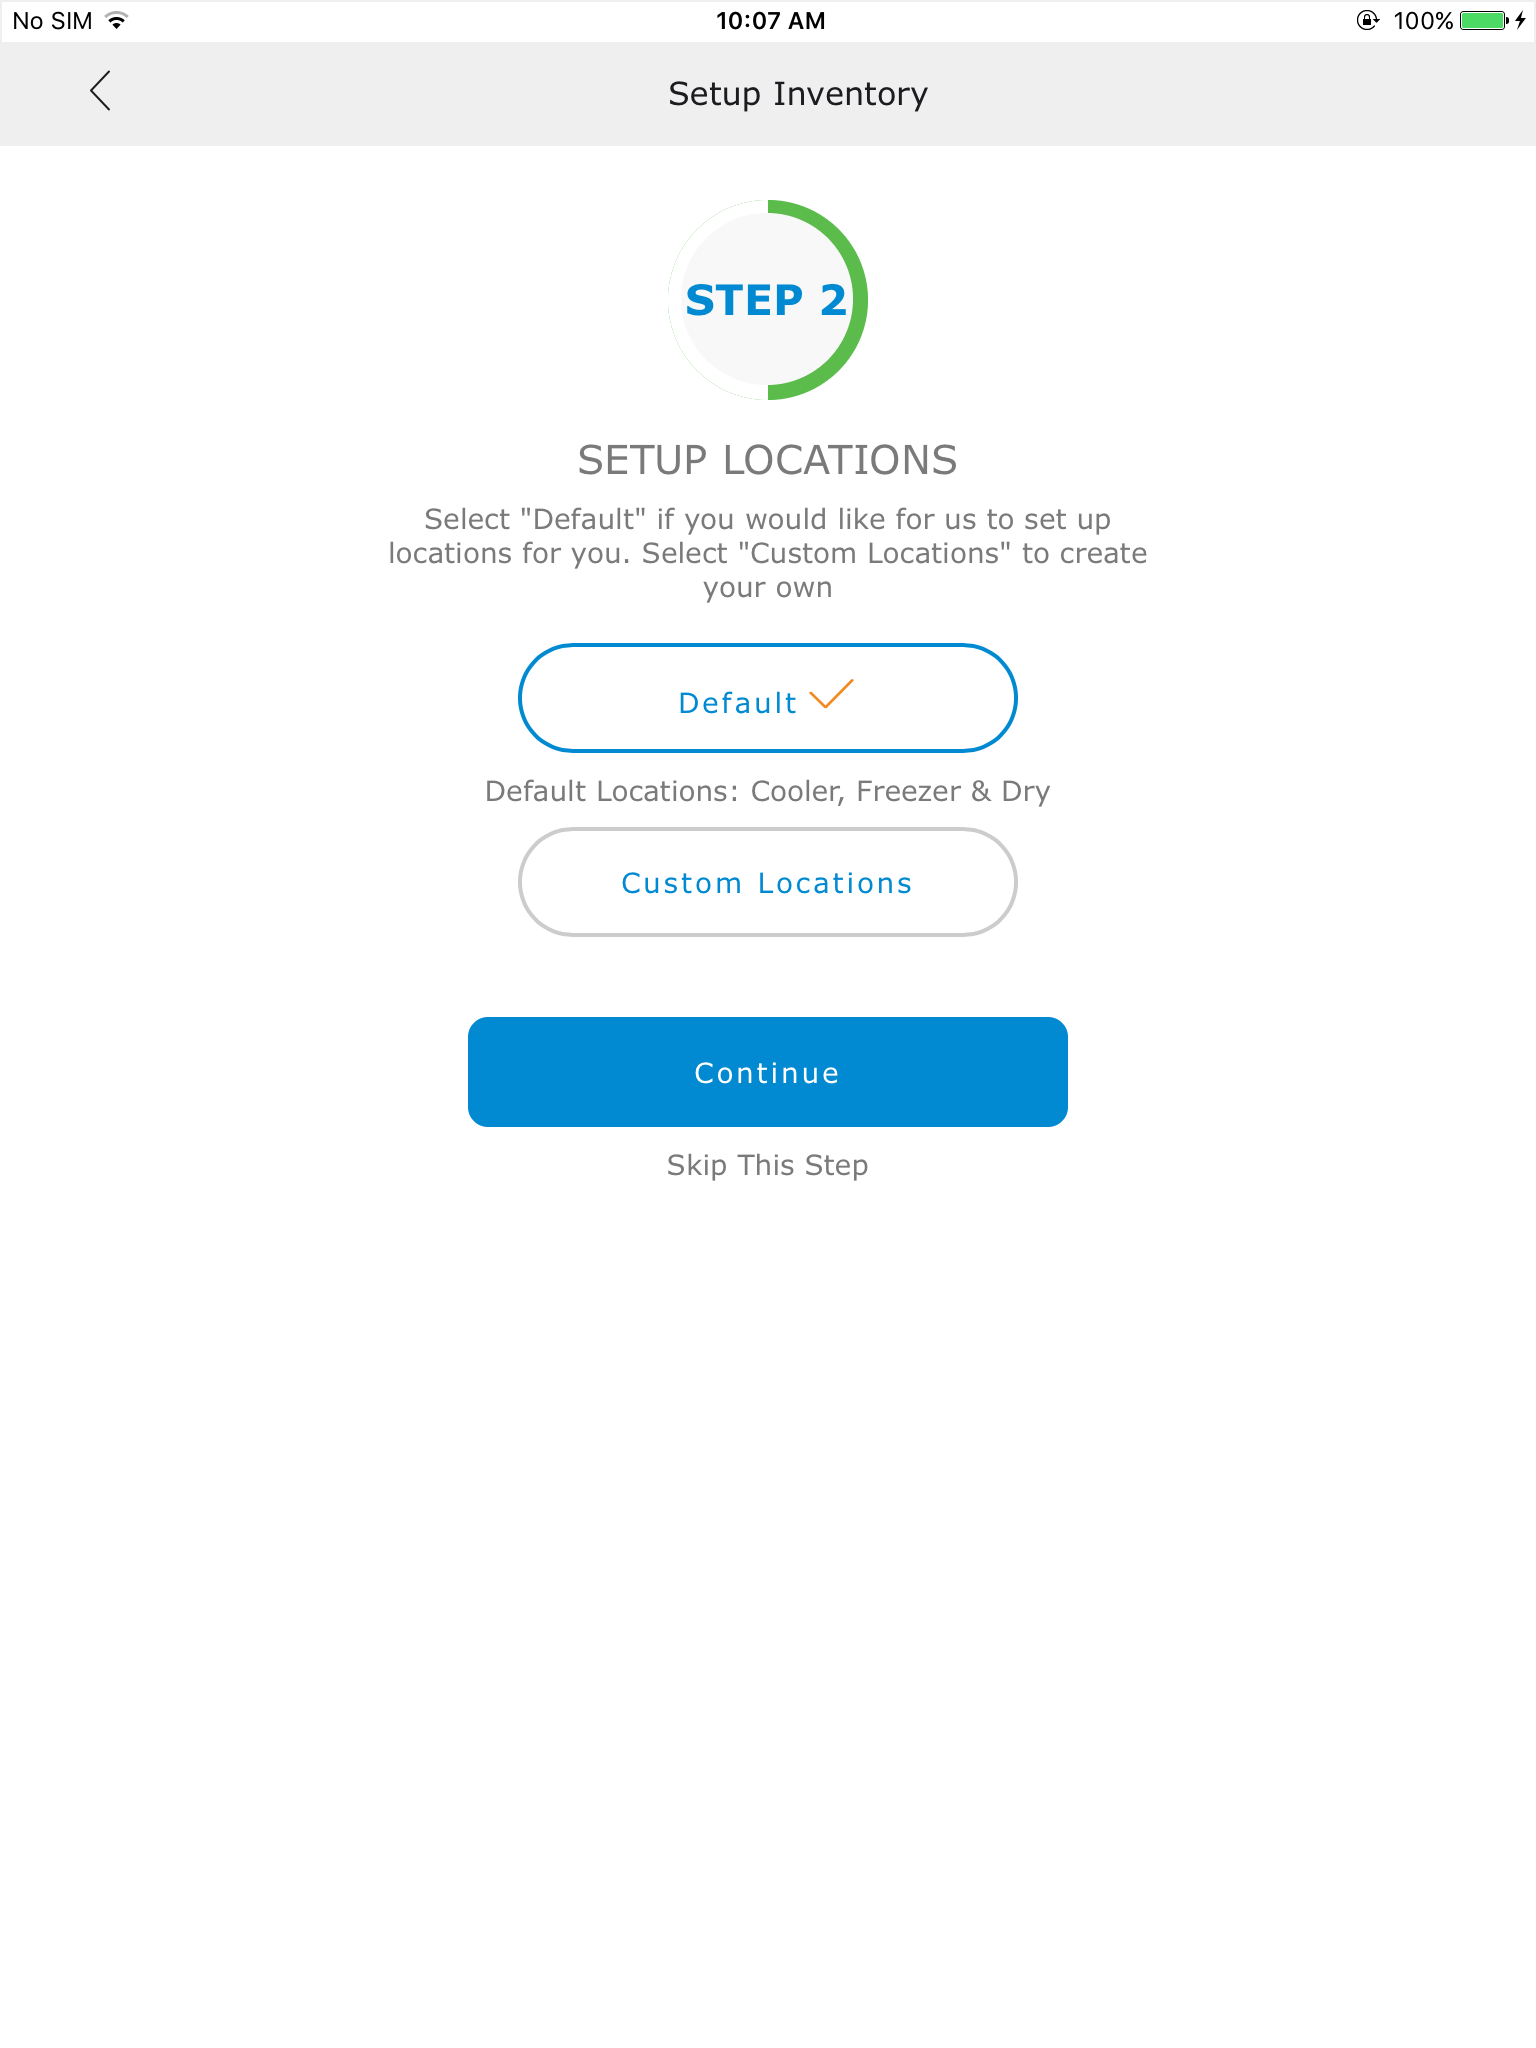 No SIM 10:07 AM 100%
Setup Inventory
STEP 2
SETUP LOCATIONS
Select "Default" if you would like for us to set up
locations for you. Select "Custom Locations" to create
your own
Default
Default Locations: Cooler, Freezer & Dry
Custom Locations
Continue
Skip This Step